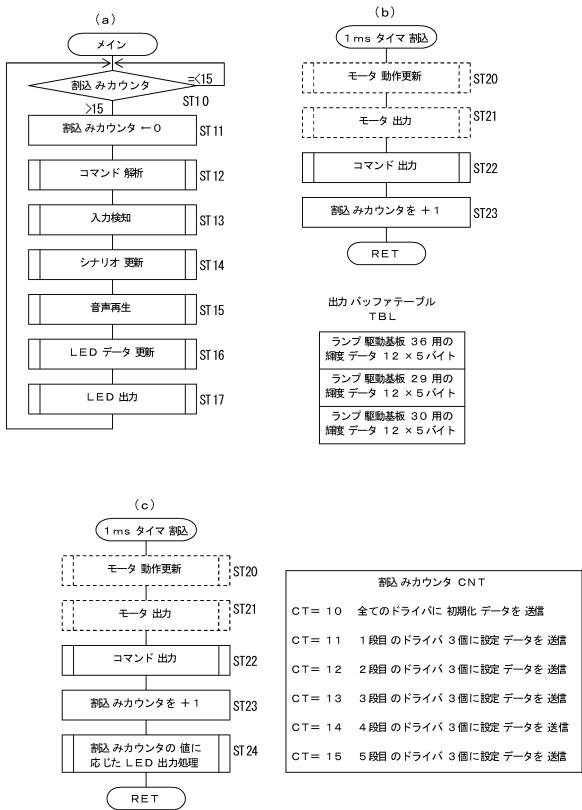 (a)
メイン
割込みカウンタ
=<15
ST10
>15
割込みカウンタ ←0
ST11
コマンド解析
ST12
入力検知
ST13
シナリオ更新
ST14
音声再生
ST15
LEDデータ更新
ST16
LED出力
ST17
(b)
1ms タイマ割込
モータ動作更新
ST20
モータ出力
ST21
コマンド出力
ST22
割込みカウンタを +1
ST23
RET
出力バッファテーブル
TBL
ランプ駆動基板36用の
輝度データ12×5バイト
ランプ駆動基板29用の
輝度データ12×5バイト
ランプ駆動基板30用の
輝度データ12×5バイト
(c)
1ms タイマ割込
モータ動作更新
ST20
モータ出力
ST21
コマンド出力
ST22
割込みカウンタを +1
ST23
割込みカウンタの値に
応じたLED出力処理
ST24
RET
割込みカウンタ CNT
CT=10 全てのドライバに初期化データを送信
CT=11 1段目のドライバ3個に設定データを送信
CT=12 2段目のドライバ3個に設定データを送信
CT=13 3段目のドライバ3個に設定データを送信
CT=14 4段目のドライバ3個に設定データを送信
CT=15 5段目のドライバ3個に設定データを送信